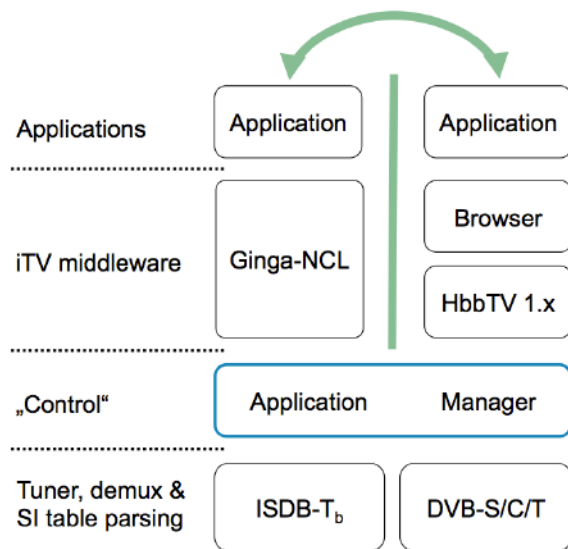 Applications
Application
Application
iTV middleware
Ginga-NCL
Browser
HbbTV 1.x
„Control“
Application Manager
Tuner, demux &
SI table parsing
ISDB-Tb
DVB-S/C/T